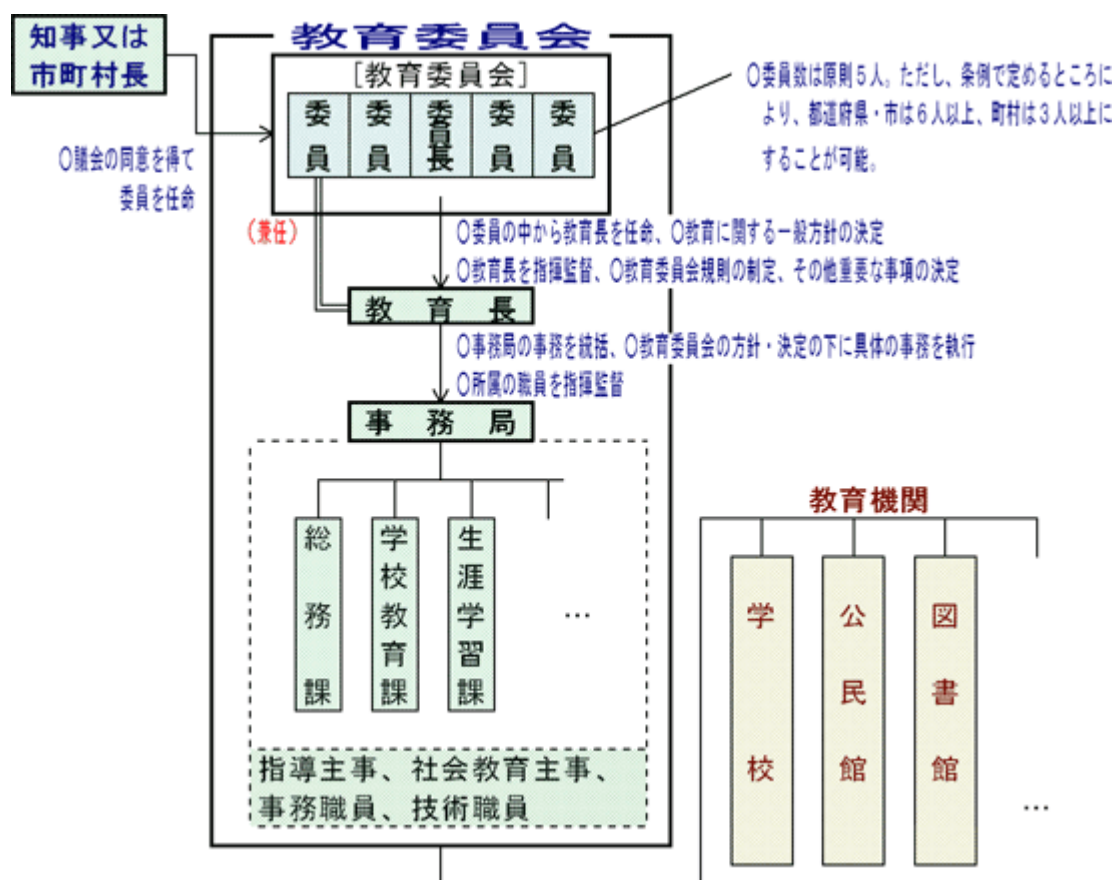 知事又は
市町村長
教育委員会
[教育委員会]
委員
委員
委員長
委員
委員
○委員数は原則5人。ただし、条例で定めるところに
より、都道府県・市は6人以上、町村は3人以上に
することが可能。
○議会の同意を得て
委員を任命
(兼任)
○委員の中から教育長を任命、○教育に関する一般方針の決定
○教育長を指揮監督、○教育委員会規則の制定、その他重要な事項の決定
教育長
○事務局の事務を統括、○教育委員会の方針・決定の下に具体の事務を執行
○所属の職員を指揮監督
事務局
総務課
学校教育課
生涯学習課
…
指導主事、社会教育主事、
事務職員、技術職員
教育機関
学校
公民館
図書館
…